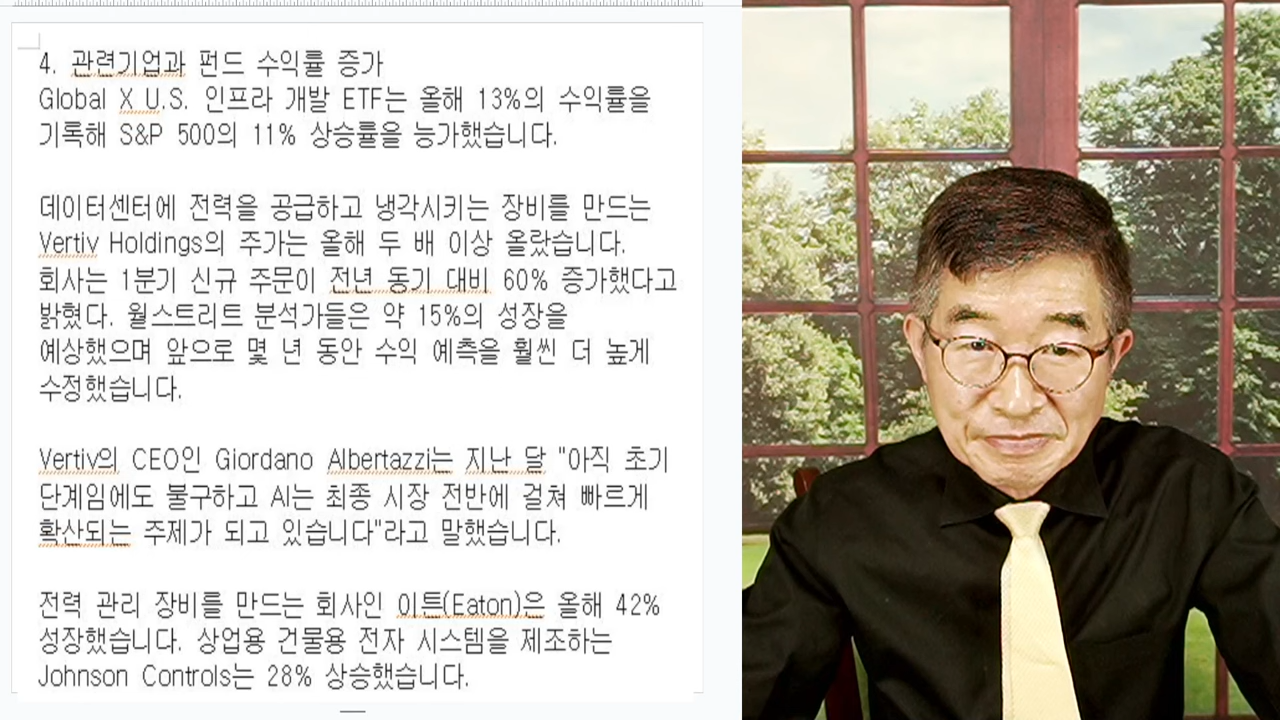 4. 관련기업과 펀드 수익률 증가
Global X U.S. 인프라 개발 ETF는 올해 13%의 수익률을
기록해 S&P 500의 11% 상승률을 능가했습니다.
데이터센터에 전력을 공급하고 냉각시키는 장비를 만드는
Vertiv Holdings의 주가는 올해 두 배 이상 올랐습니다.
회사는 1분기 신규 주문이 전년 동기 대비 60% 증가했다고
밝혔다. 월스트리트 분석가들은 약 15%의 성장을
예상했으며 앞으로 몇 년 동안 수익 예측을 훨씬 더 높게
수정했습니다.
Vertiv의 CEO인 Giordano Albertazzi는 지난 달 "아직 초기
단계임에도 불구하고 AI는 최종 시장 전반에 걸쳐 빠르게
확산되는 주제가 되고 있습니다"라고 말했습니다.
전력 관리 장비를 만드는 회사인 이튼(Eaton)은 올해 42%
성장했습니다. 상업용 건물용 전자 시스템을 제조하는
Johnson Controls는 28% 상승했습니다.